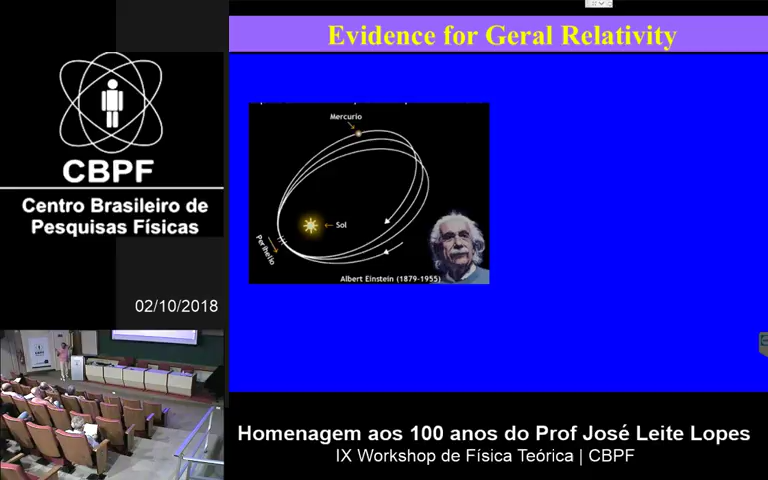 Evidence for Geral Relativity
CBPF
Centro Brasileiro de
Pesquisas Físicas
02/10/2018
Mercurio
Sol
Perihelio
Albert Einstein (1879-1955)
CBPF
Homenagem aos 100 anos do Prof José Leite Lopes
IX Workshop de Física Teórica | CBPF